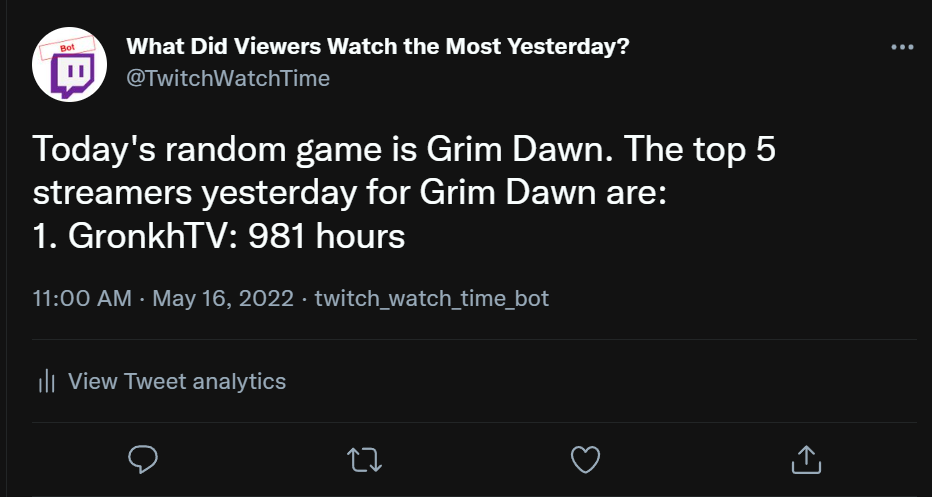 Bot
What Did Viewers Watch the Most Yesterday?
@TwitchWatchTime
Today's random game is Grim Dawn. The top 5
streamers yesterday for Grim Dawn are:
1. GronkhTV: 981 hours
11:00 AM · May 16, 2022 · twitch_watch_time_bot
View Tweet analytics